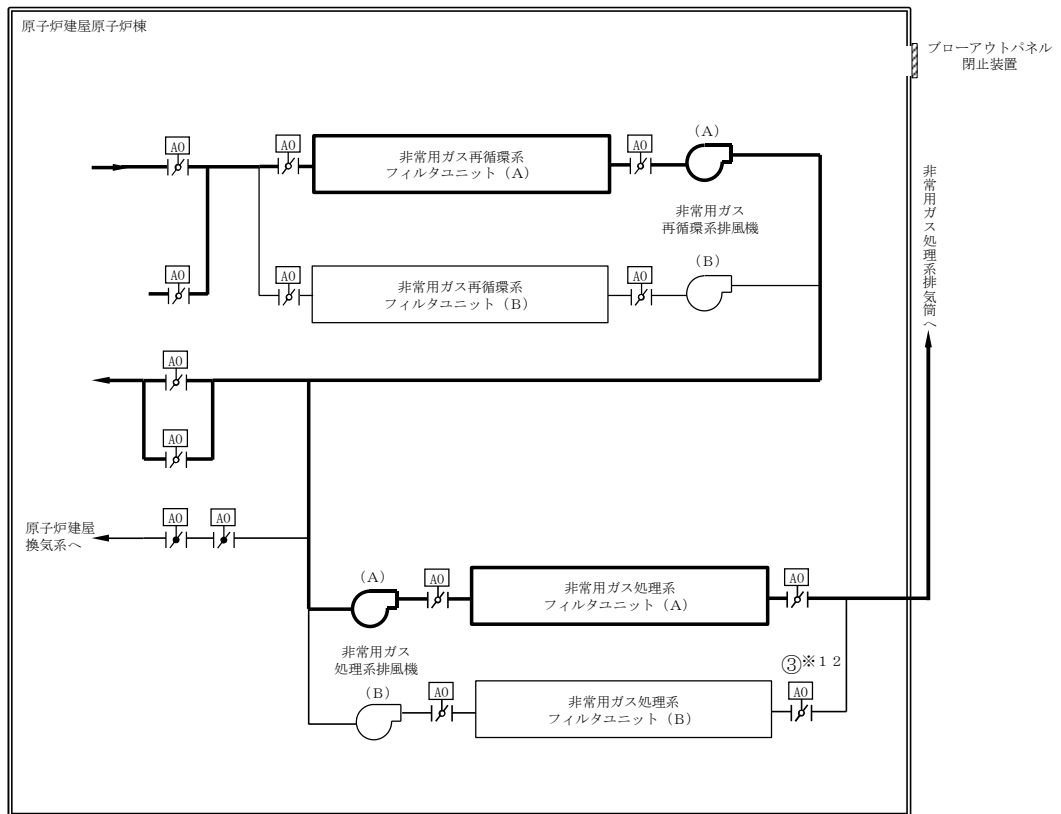 原子炉建屋原子炉棟
ブローアウトパネル
閉止装置
(A)
AO
AO
AO
非常用ガス再循環系
フィルタユニット(A)
非常用ガス処理系排気筒へ
非常用ガス
再循環系排風機
(B)
AO
AO
AO
非常用ガス再循環系
フィルタユニット(B)
AO
AO
AO
AO
原子炉建屋
換気系へ
(A)
AO
非常用ガス処理系
フィルタユニット(A)
AO
非常用ガス
処理系排風機
③※12
(B)
AO
非常用ガス処理系
フィルタユニット(B)
AO